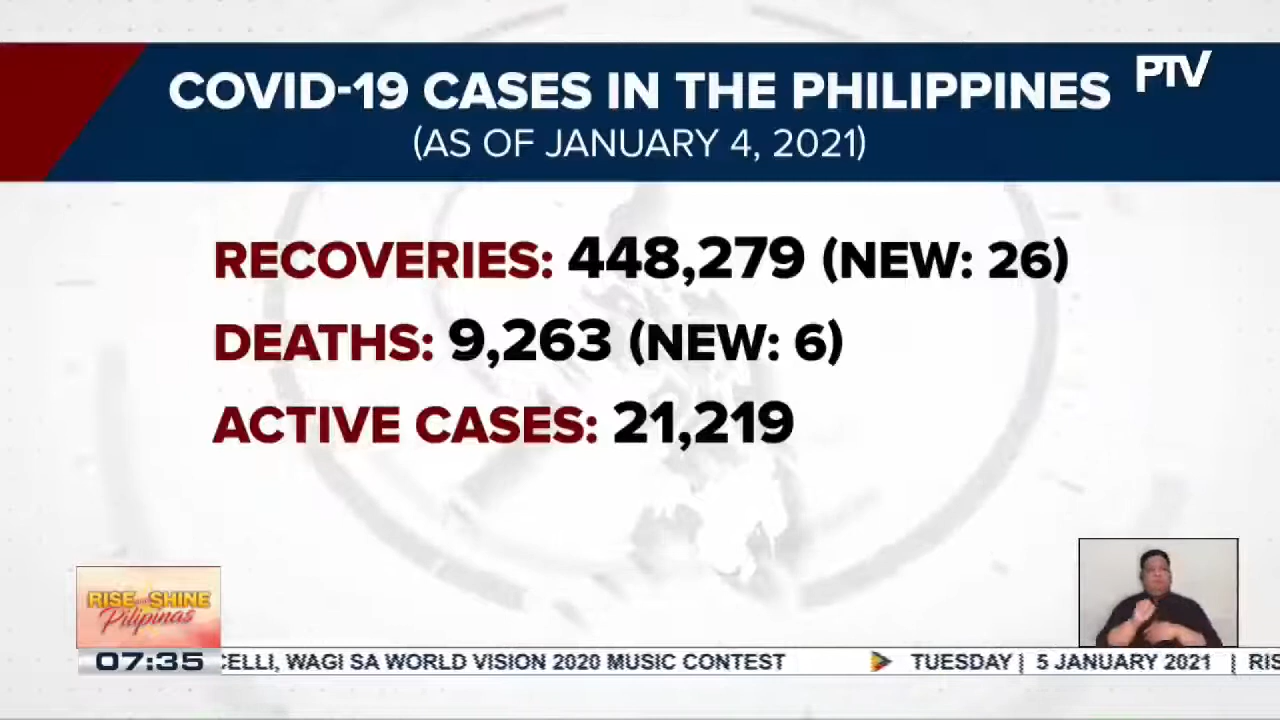 COVID-19 CASES IN THE PHILIPPINES
PTV
(AS OF JANUARY 4, 2021)
RECOVERIES: 448,279 (NEW: 26)
DEATHS: 9,263 (NEW: 6)
ACTIVE CASES: 21,219
RISE and SHINE
Pilipinas
07:35 CELLI, WAGI SA WORLD VISION 2020 MUSIC CONTEST TUESDAY | 5 JANUARY 2021 | RIS